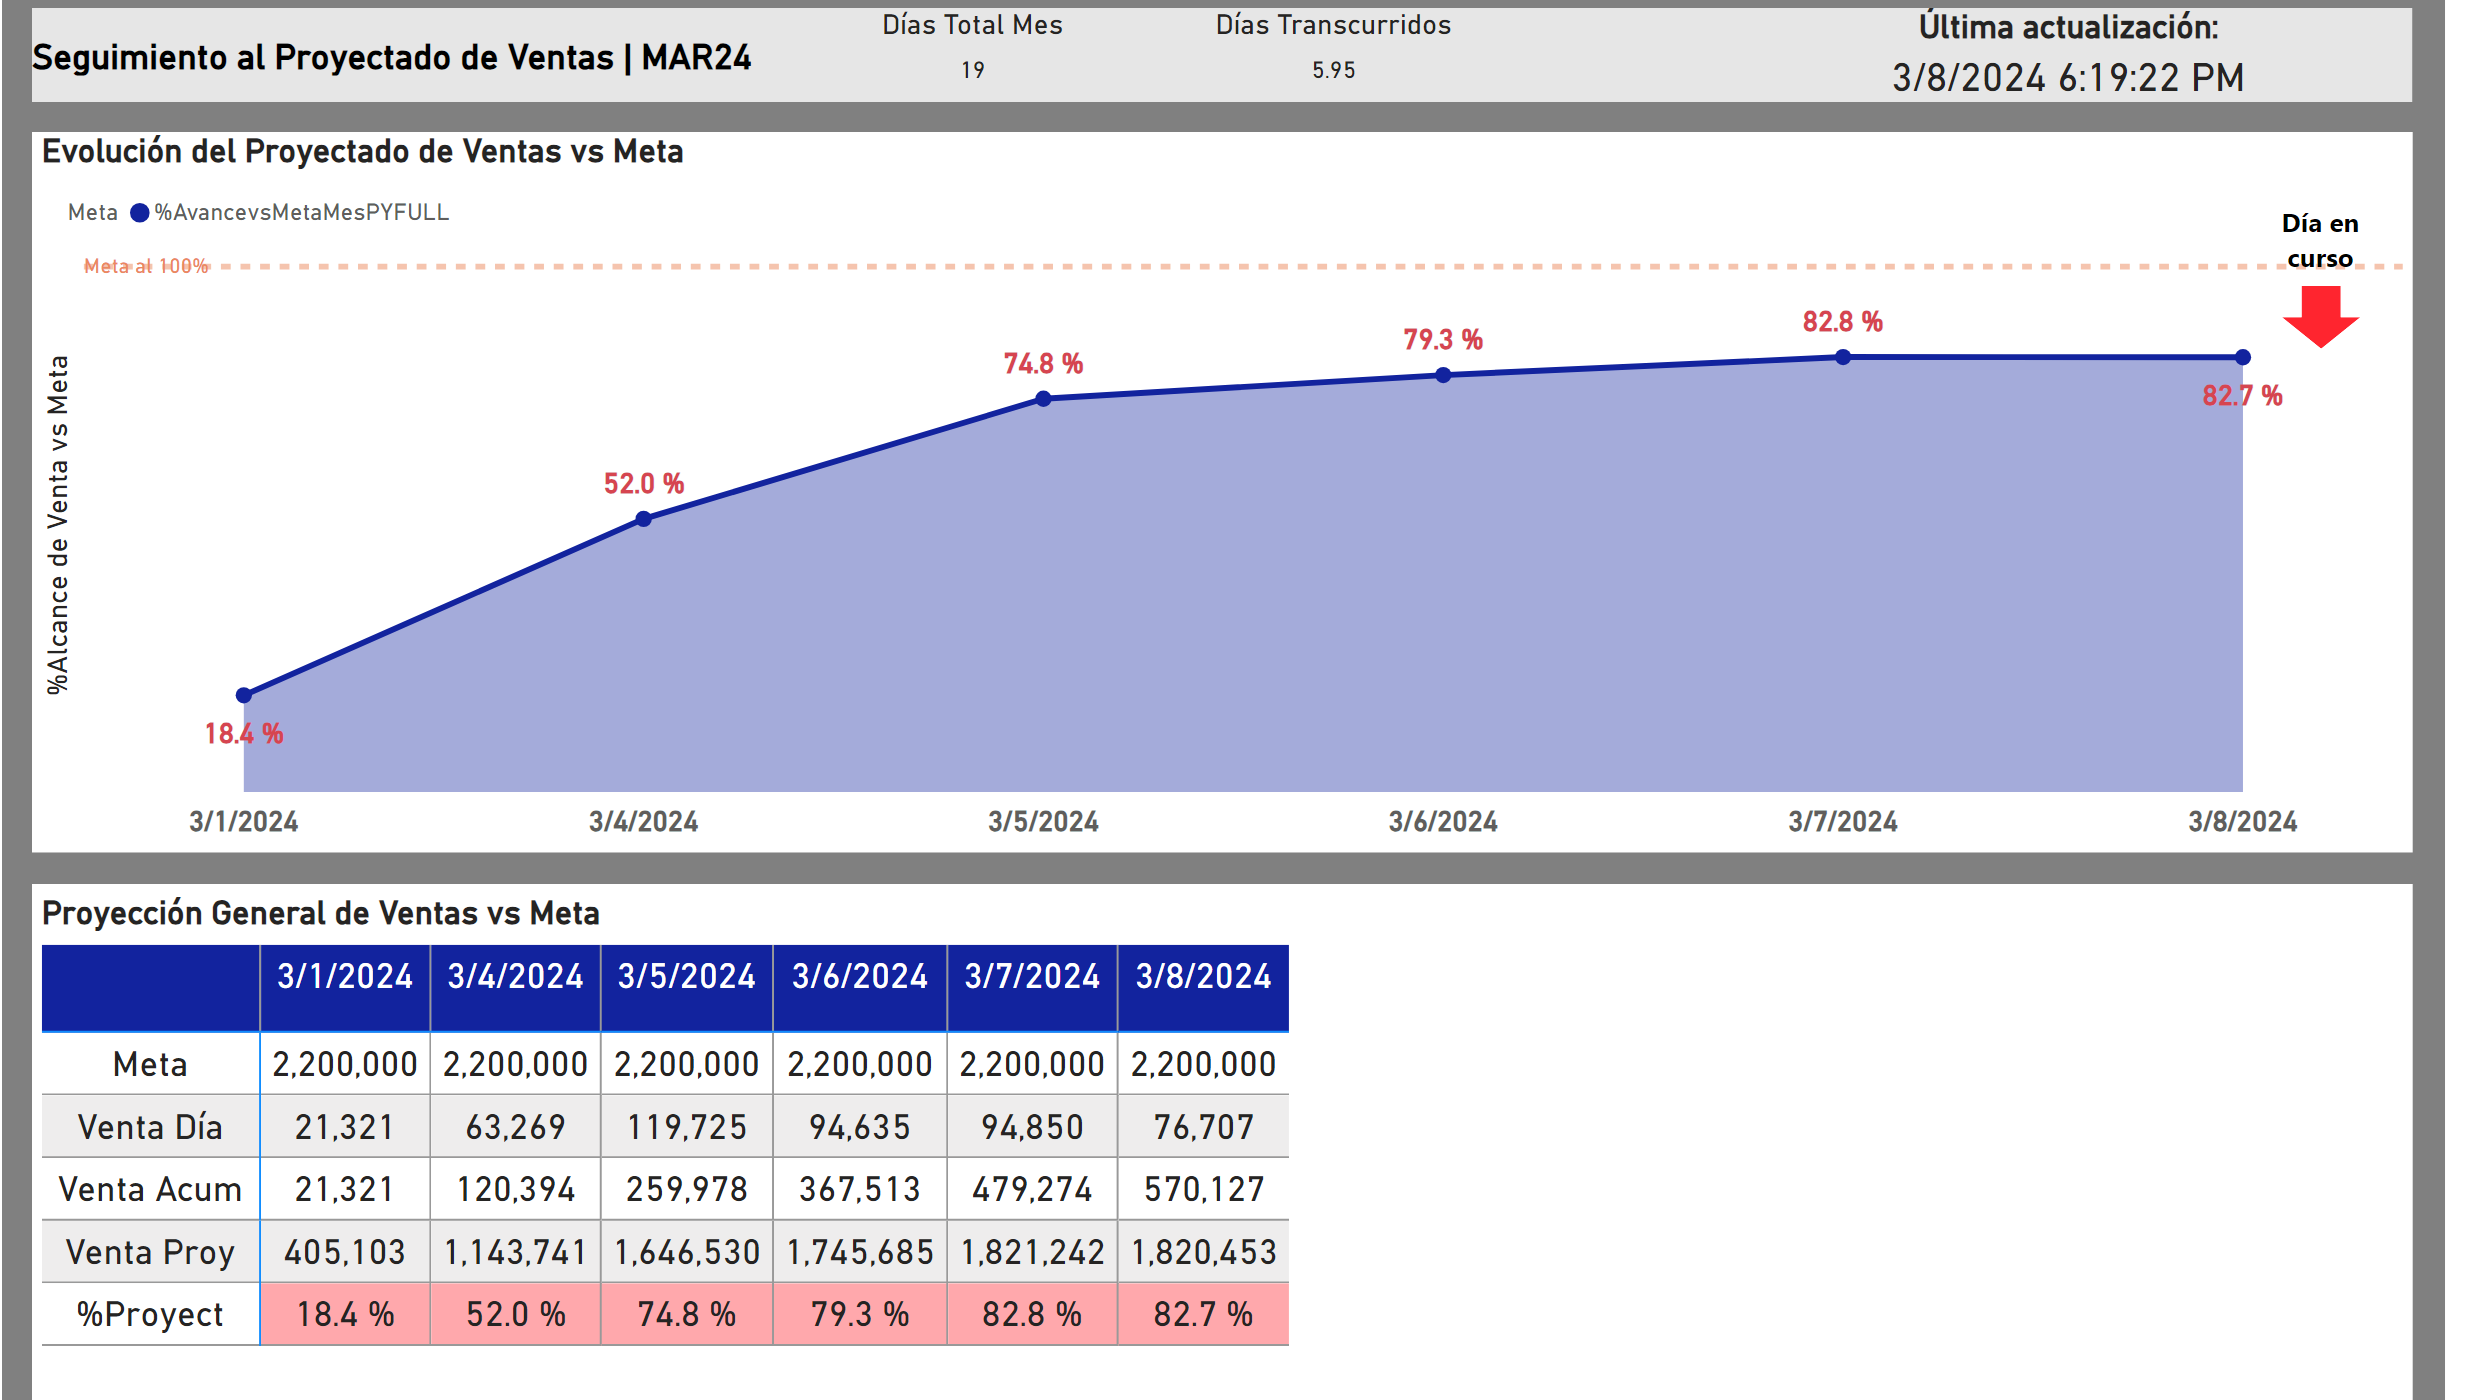 Seguimiento al Proyectado de Ventas | MAR24
Días Total Mes
19
Días Transcurridos
5.95
Última actualización:
3/8/2024 6:19:22 PM
Evolución del Proyectado de Ventas vs Meta
Meta %AvancevsMetaMesPYFULL
Día en
curso
Meta al 100%
%Alcance de Venta vs Meta
18.4 %
52.0 %
74.8 %
79.3 %
82.8 %
82.7 %
3/1/2024 3/4/2024 3/5/2024 3/6/2024 3/7/2024 3/8/2024
Proyección General de Ventas vs Meta
3/1/2024 3/4/2024 3/5/2024 3/6/2024 3/7/2024 3/8/2024
Meta 2,200,000 2,200,000 2,200,000 2,200,000 2,200,000 2,200,000
Venta Día 21,321 63,269 119,725 94,635 94,850 76,707
Venta Acum 21,321 120,394 259,978 367,513 479,274 570,127
Venta Proy 405,103 1,143,741 1,646,530 1,745,685 1,821,242 1,820,453
%Proyect 18.4 % 52.0 % 74.8 % 79.3 % 82.8 % 82.7 %